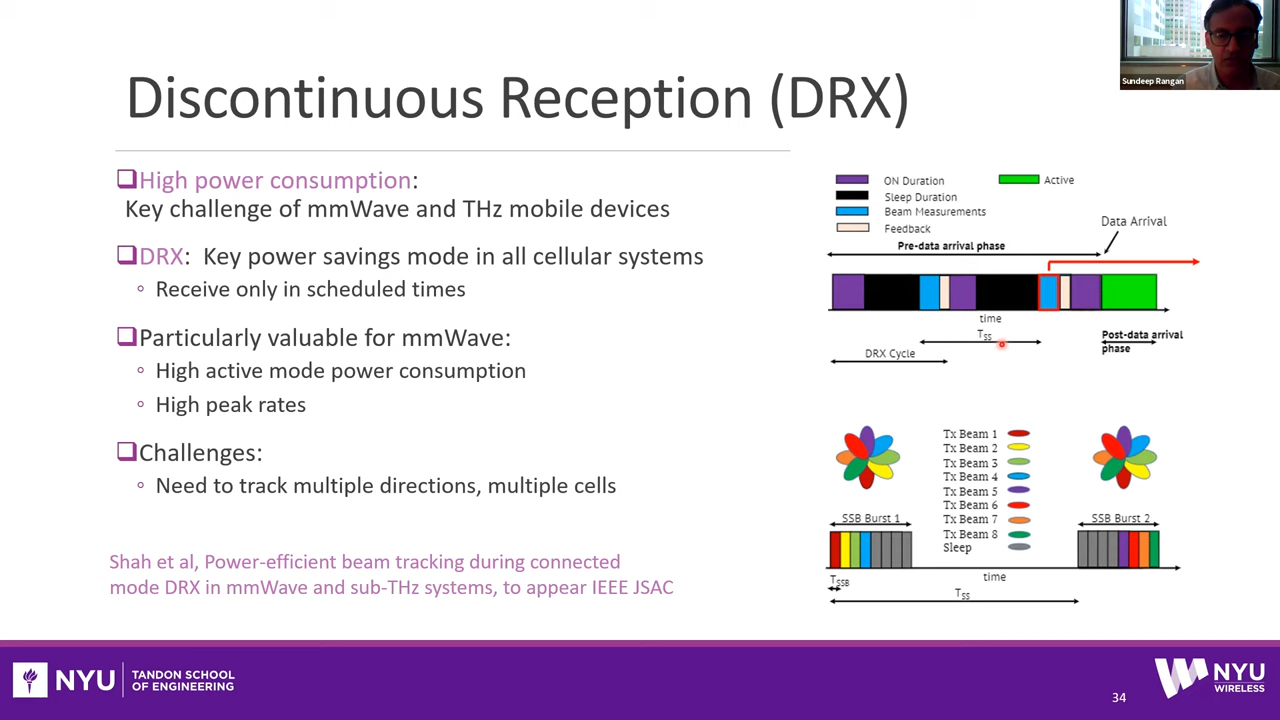 Sundeep Rangan
Discontinuous Reception (DRX)
High power consumption:
Key challenge of mmWave and THz mobile devices
DRX: Key power savings mode in all cellular systems
Receive only in scheduled times
Particularly valuable for mmWave:
High active mode power consumption
High peak rates
Challenges:
Need to track multiple directions, multiple cells
Shah et al, Power-efficient beam tracking during connected
mode DRX in mmWave and sub-THz systems, to appear IEEE JSAC
ON Duration
Active
Sleep Duration
Beam Measurements
Feedback
Data Arrival
Pre-data arrival phase
time
TSS
Post-data arrival
phase
DRX Cycle
Tx Beam 1
Tx Beam 2
Tx Beam 3
Tx Beam 4
Tx Beam 5
Tx Beam 6
Tx Beam 7
Tx Beam 8
Sleep
SSB Burst 1
SSB Burst 2
time
TSSB
TSS
NYU
TANDON SCHOOL
OF ENGINEERING
34
NYU
WIRELESS